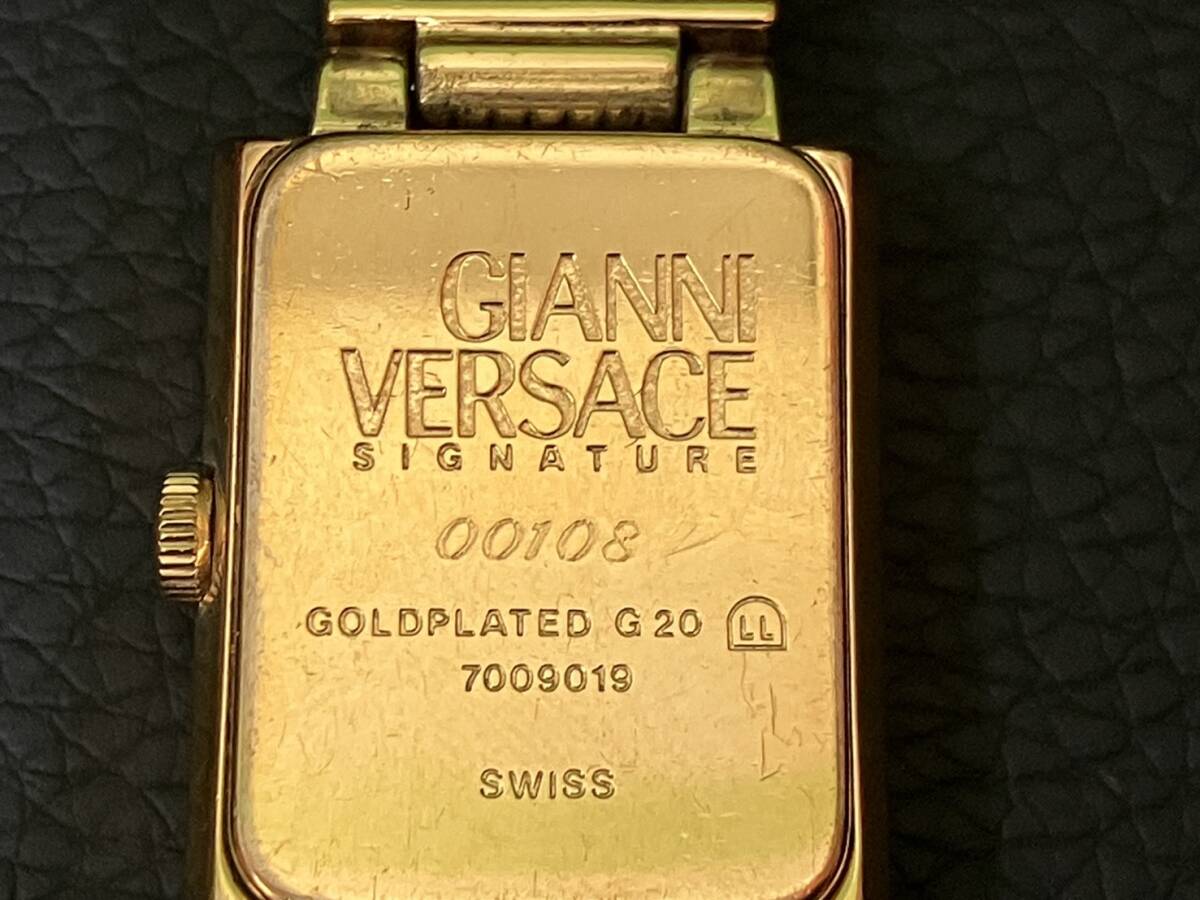 GIANNI
VERSACE
SIGNATURE
00108
GOLDPLATED G 20 LL
7009019
SWISS